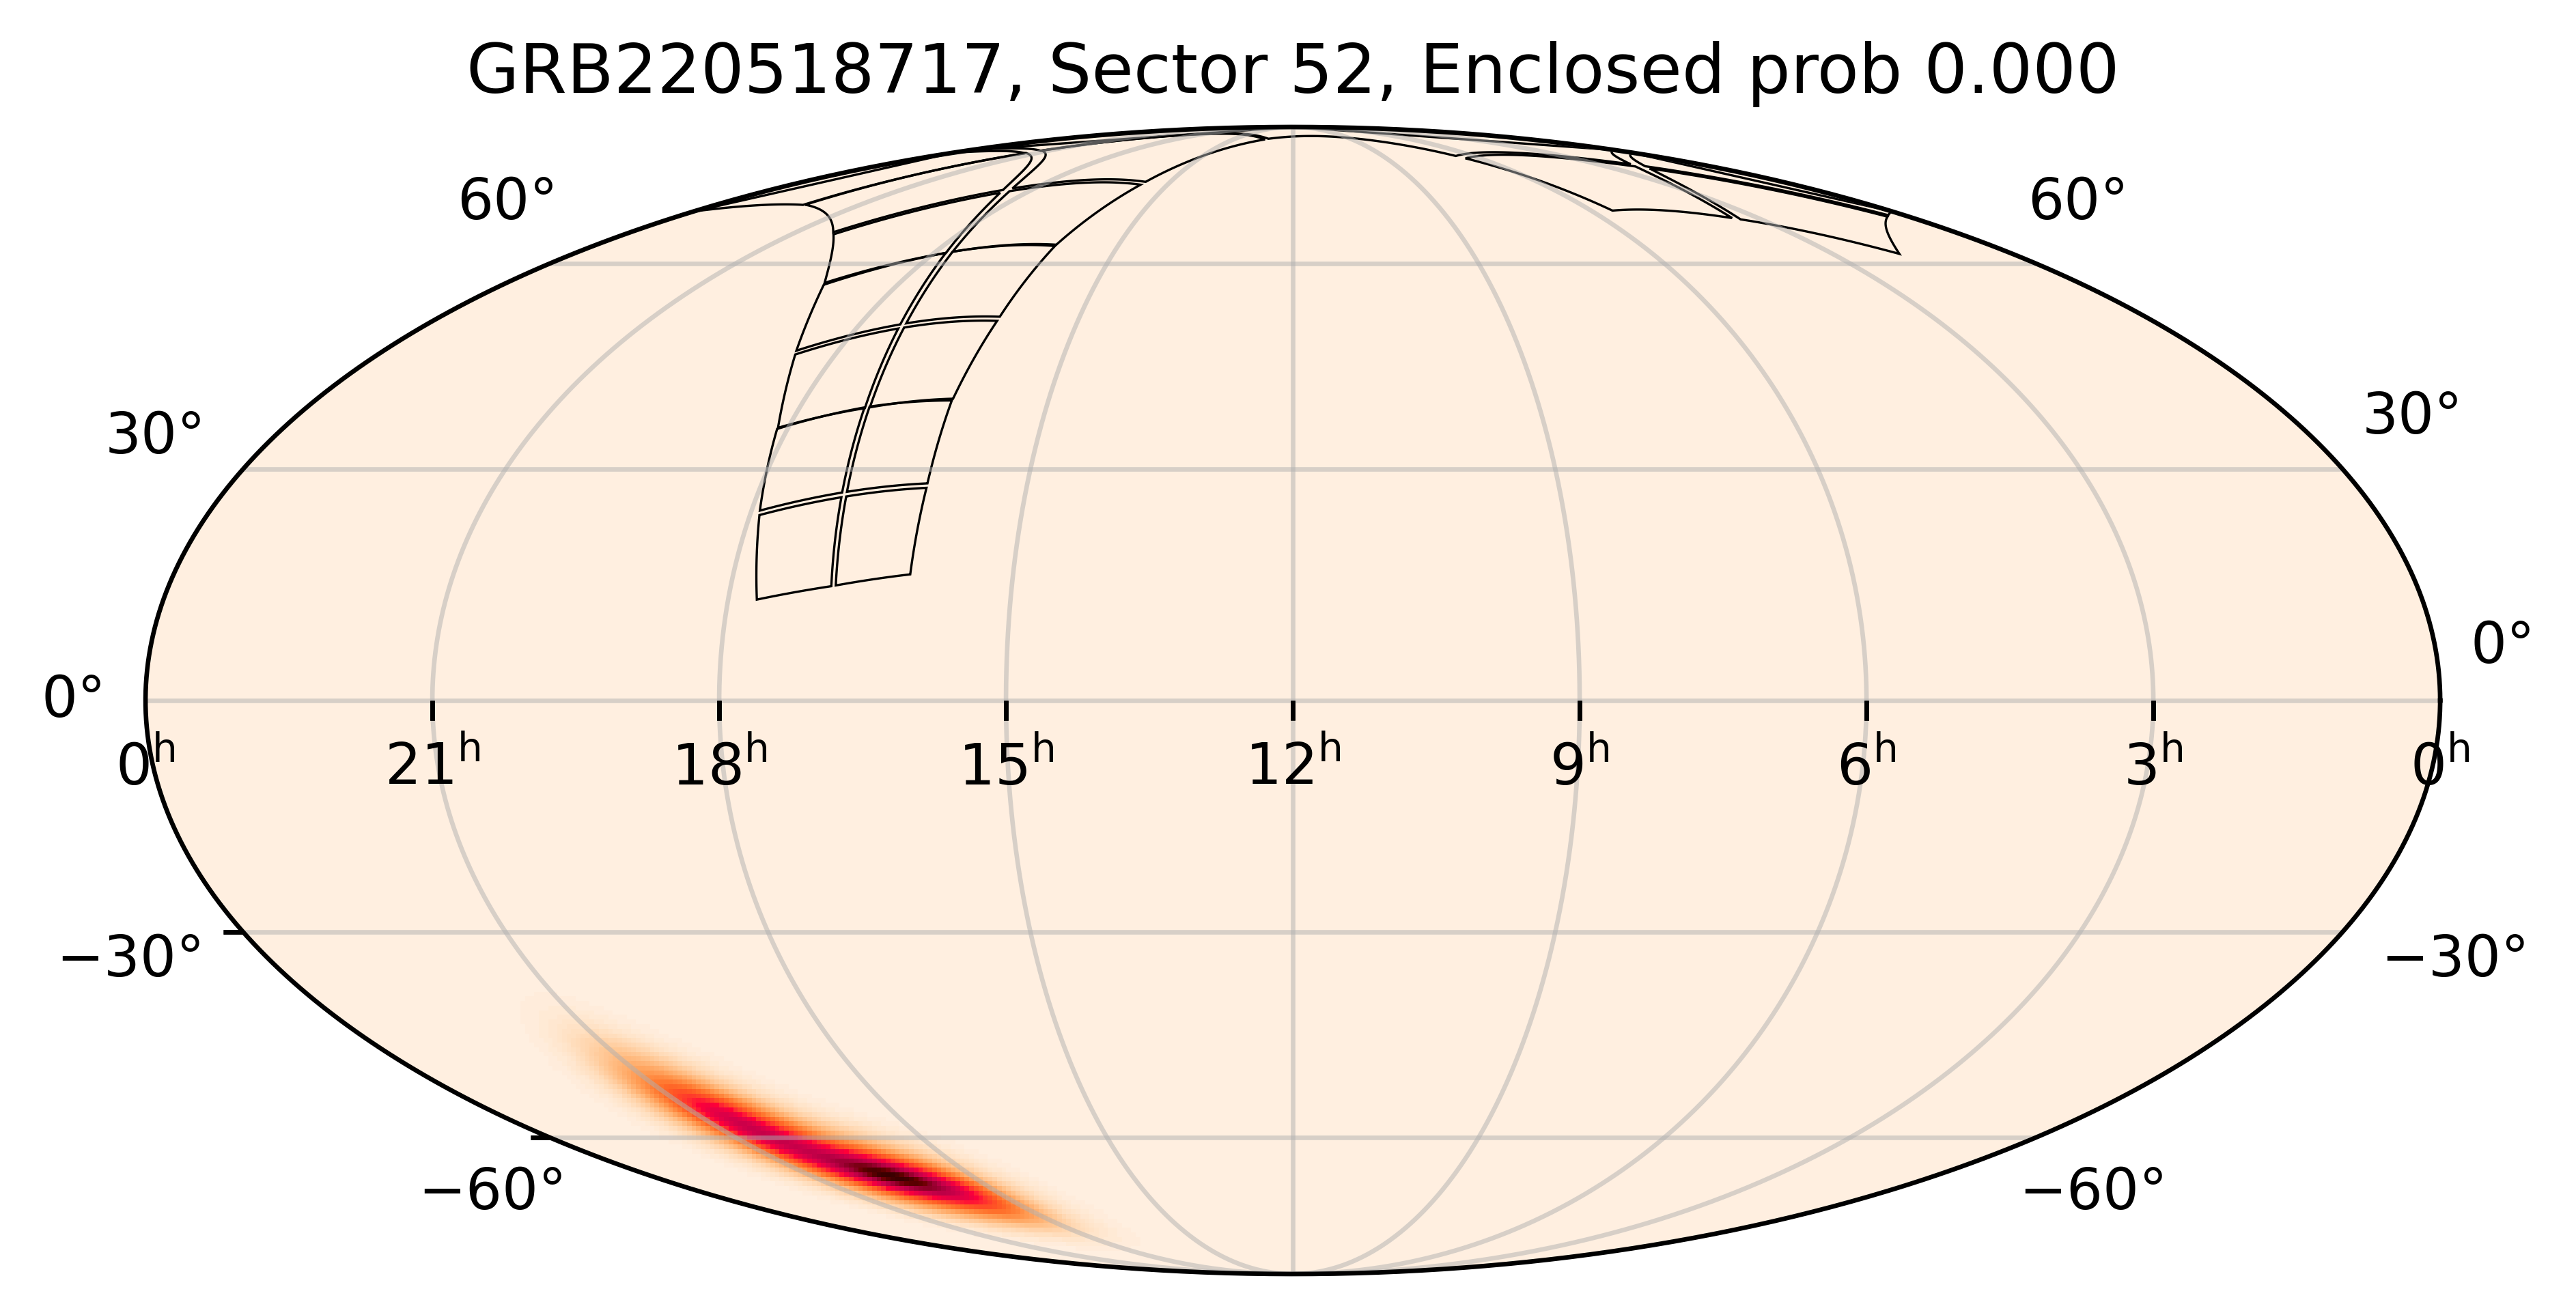 GRB220518717, Sector 52, Enclosed prob 0.000
60° 60°
30° 30°
0° 0°
0ʰ 21ʰ 18ʰ 15ʰ 12ʰ 9ʰ 6ʰ 3ʰ 0ʰ
−30° −30°
−60° −60°